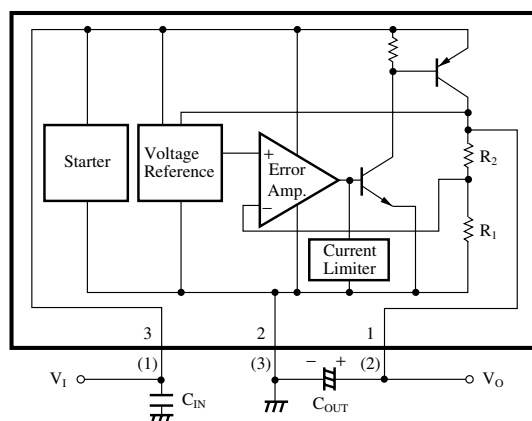 Starter
Voltage
Reference
+
Error
Amp.
−
Current
Limiter
R2
R1
3
2
1
(1)
(3)
− +
(2)
VI
CIN
COUT
VO